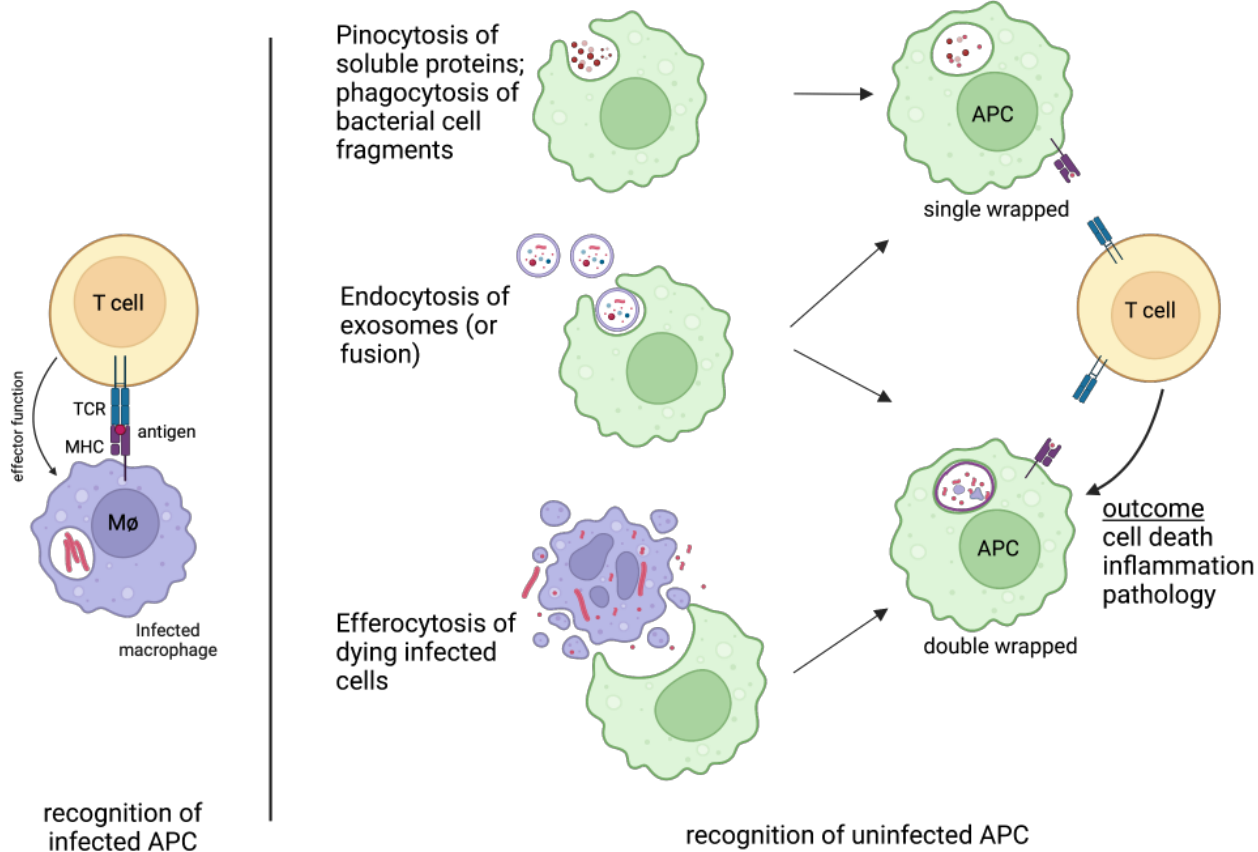 T cell
TCR
antigen
MHC
effector function
Mø
Infected
macrophage
recognition of
infected APC
Pinocytosis of
soluble proteins;
phagocytosis of
bacterial cell
fragments
APC
single wrapped
Endocytosis of
exosomes (or
fusion)
T cell
Efferocytosis of
dying infected
cells
APC
double wrapped
outcome
cell death
inflammation
pathology
recognition of uninfected APC